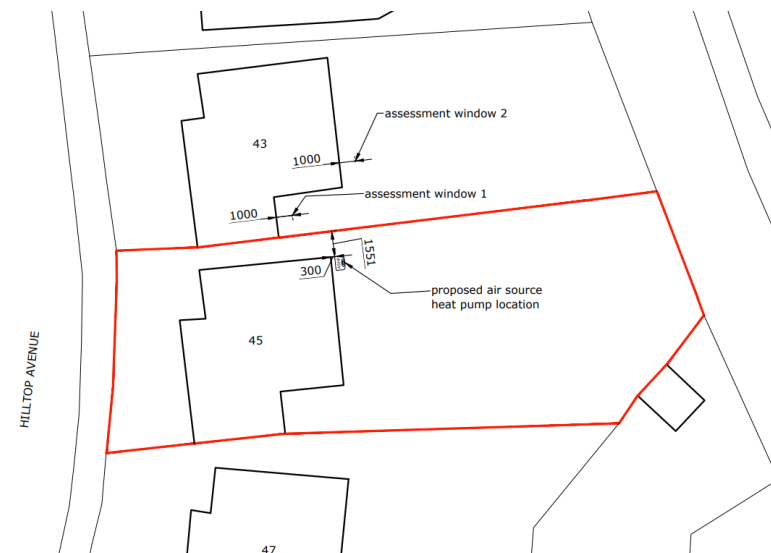 assessment window 2
43
1000
assessment window 1
1000
1551
300
proposed air source
heat pump location
45
HILLTOP AVENUE
47